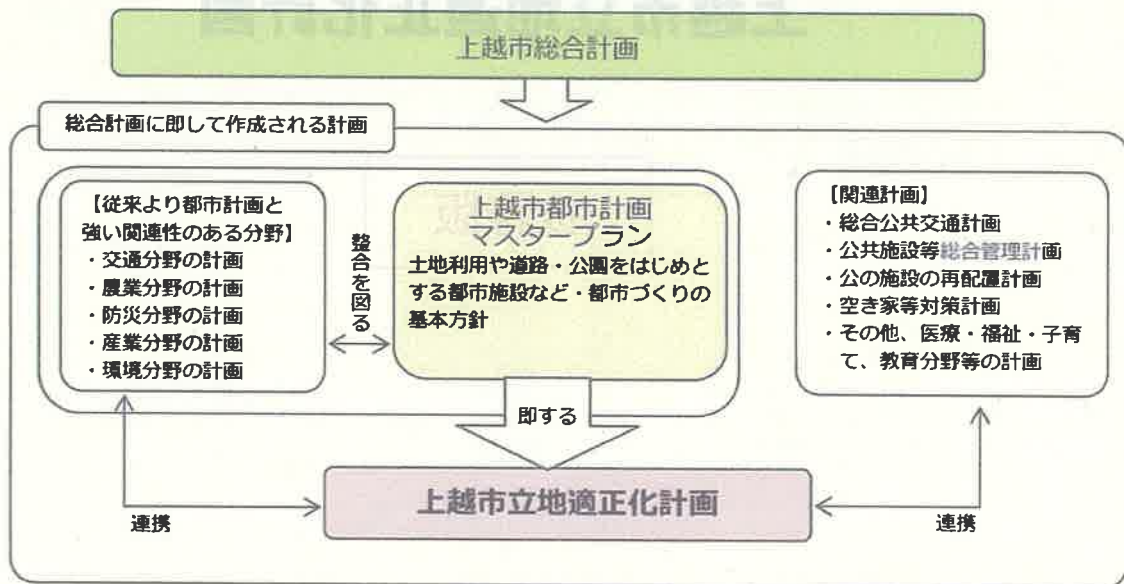 上越市総合計画
総合計画に即して作成される計画
【従来より都市計画と
強い関連性のある分野】
・交通分野の計画
・農業分野の計画
・防災分野の計画
・産業分野の計画
・環境分野の計画
整合を図る
上越市都市計画
マスタープラン
土地利用や道路・公園をはじめと
する都市施設など・都市づくりの
基本方針
【関連計画】
・総合公共交通計画
・公共施設等総合管理計画
・公の施設の再配置計画
・空き家等対策計画
・その他、医療・福祉・子育
て、教育分野等の計画
即する
上越市立地適正化計画
連携
連携